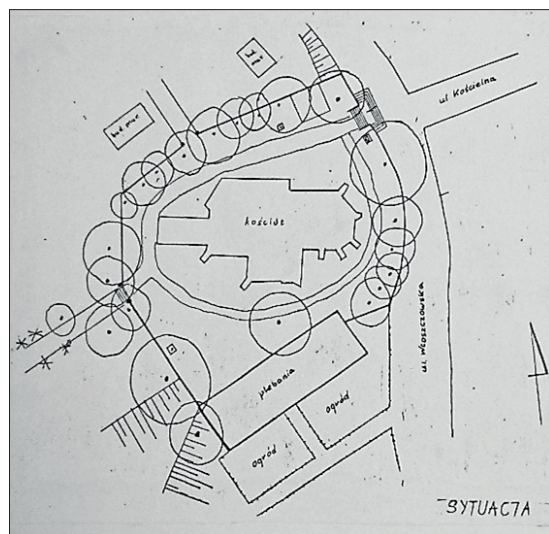 ul Kościelna
kościół
ul WŁOSZCZOWSKA
plebania
ogród
ogród
SYTUACJA